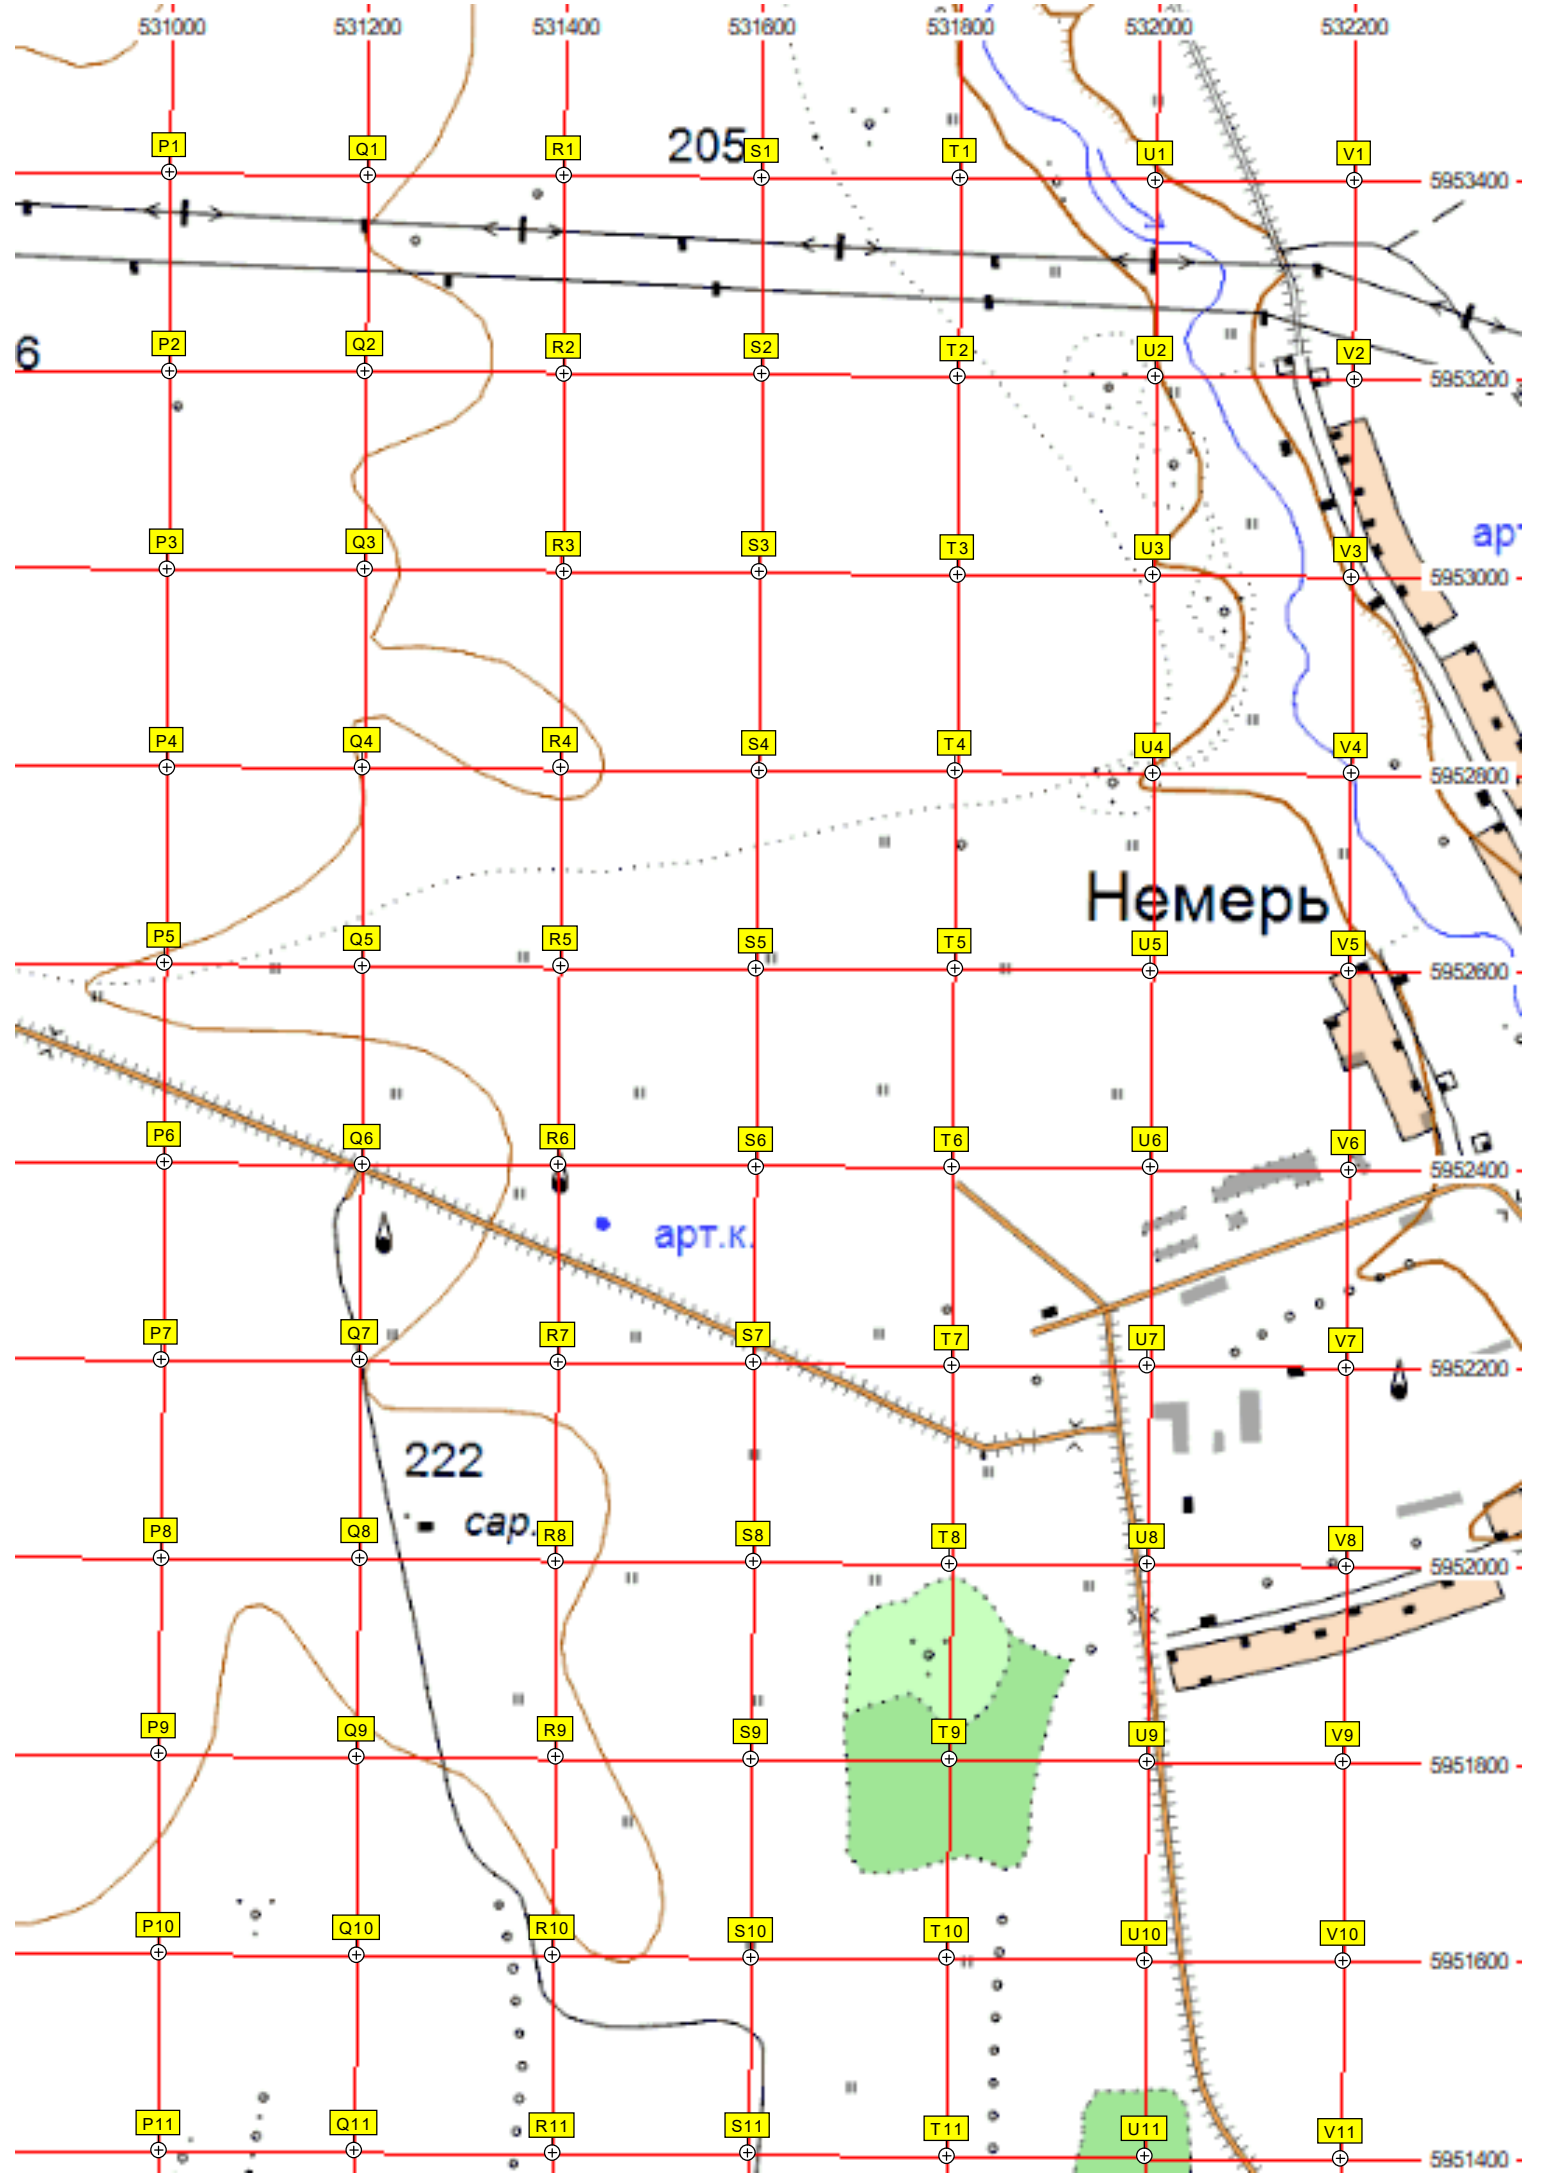 531000 531200 531400 531600 531800 532000 532200
205
P1 Q1 R1 S1 T1 U1 V1
5953400
6
P2 Q2 R2 S2 T2 U2 V2
5953200
арт
P3 Q3 R3 S3 T3 U3 V3
5953000
P4 Q4 R4 S4 T4 U4 V4
5952800
Немерь
P5 Q5 R5 S5 T5 U5 V5
5952600
P6 Q6 R6 S6 T6 U6 V6
5952400
арт.к.
P7 Q7 R7 S7 T7 U7 V7
5952200
222
сар.
P8 Q8 R8 S8 T8 U8 V8
5952000
P9 Q9 R9 S9 T9 U9 V9
5951800
P10 Q10 R10 S10 T10 U10 V10
5951600
P11 Q11 R11 S11 T11 U11 V11
5951400